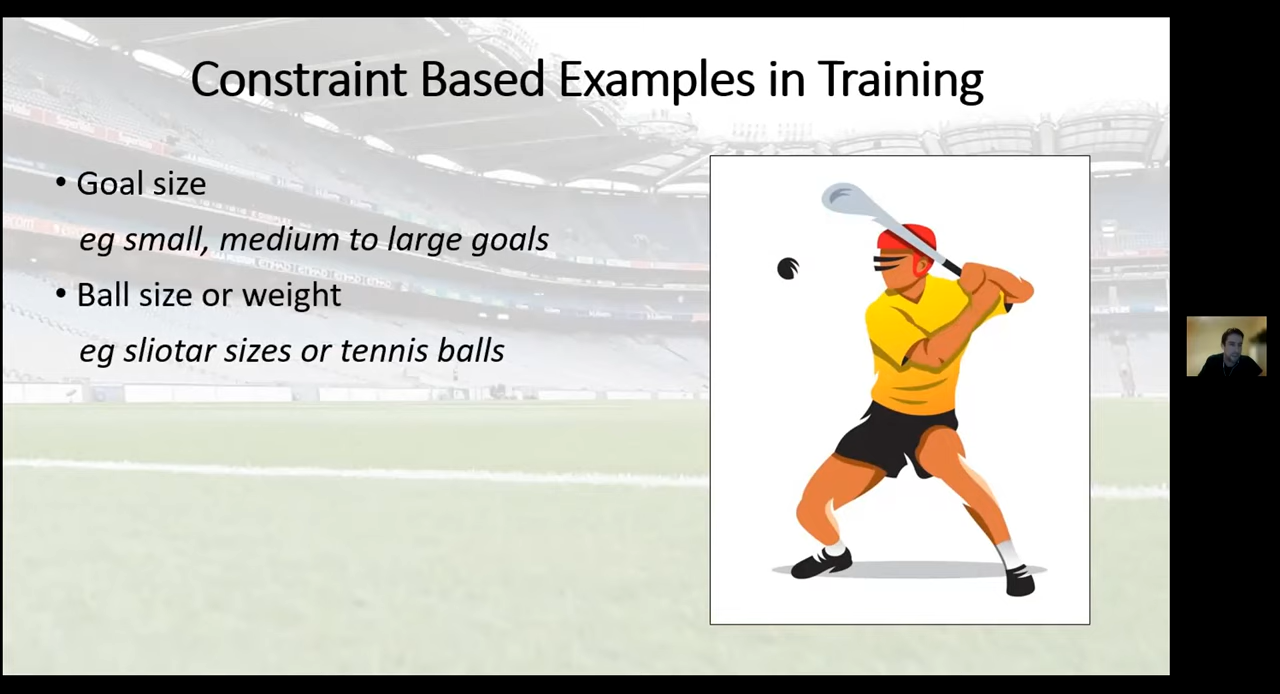 Constraint Based Examples in Training
• Goal size
eg small, medium to large goals
• Ball size or weight
eg sliotar sizes or tennis balls